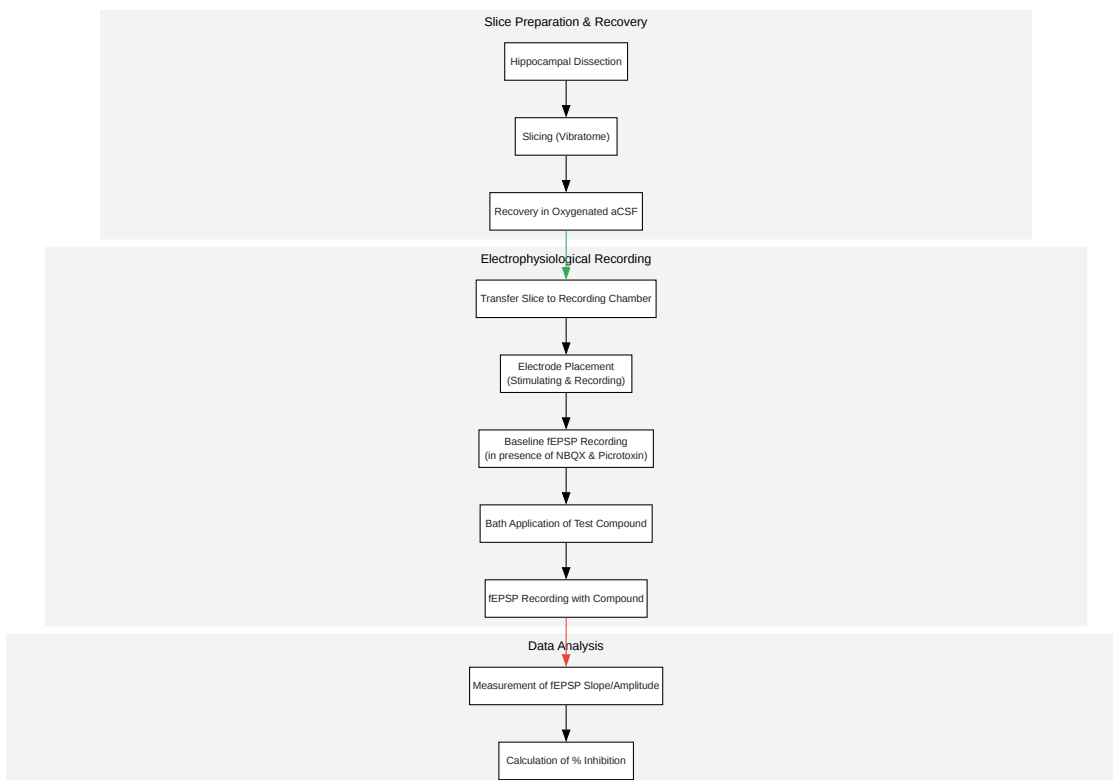 Slice Preparation & Recovery
Hippocampal Dissection
Slicing (Vibratome)
Recovery in Oxygenated aCSF
Electrophysiological Recording
Transfer Slice to Recording Chamber
Electrode Placement
(Stimulating & Recording)
Baseline fEPSP Recording
(in presence of NBQX & Picrotoxin)
Bath Application of Test Compound
fEPSP Recording with Compound
Data Analysis
Measurement of fEPSP Slope/Amplitude
Calculation of % Inhibition